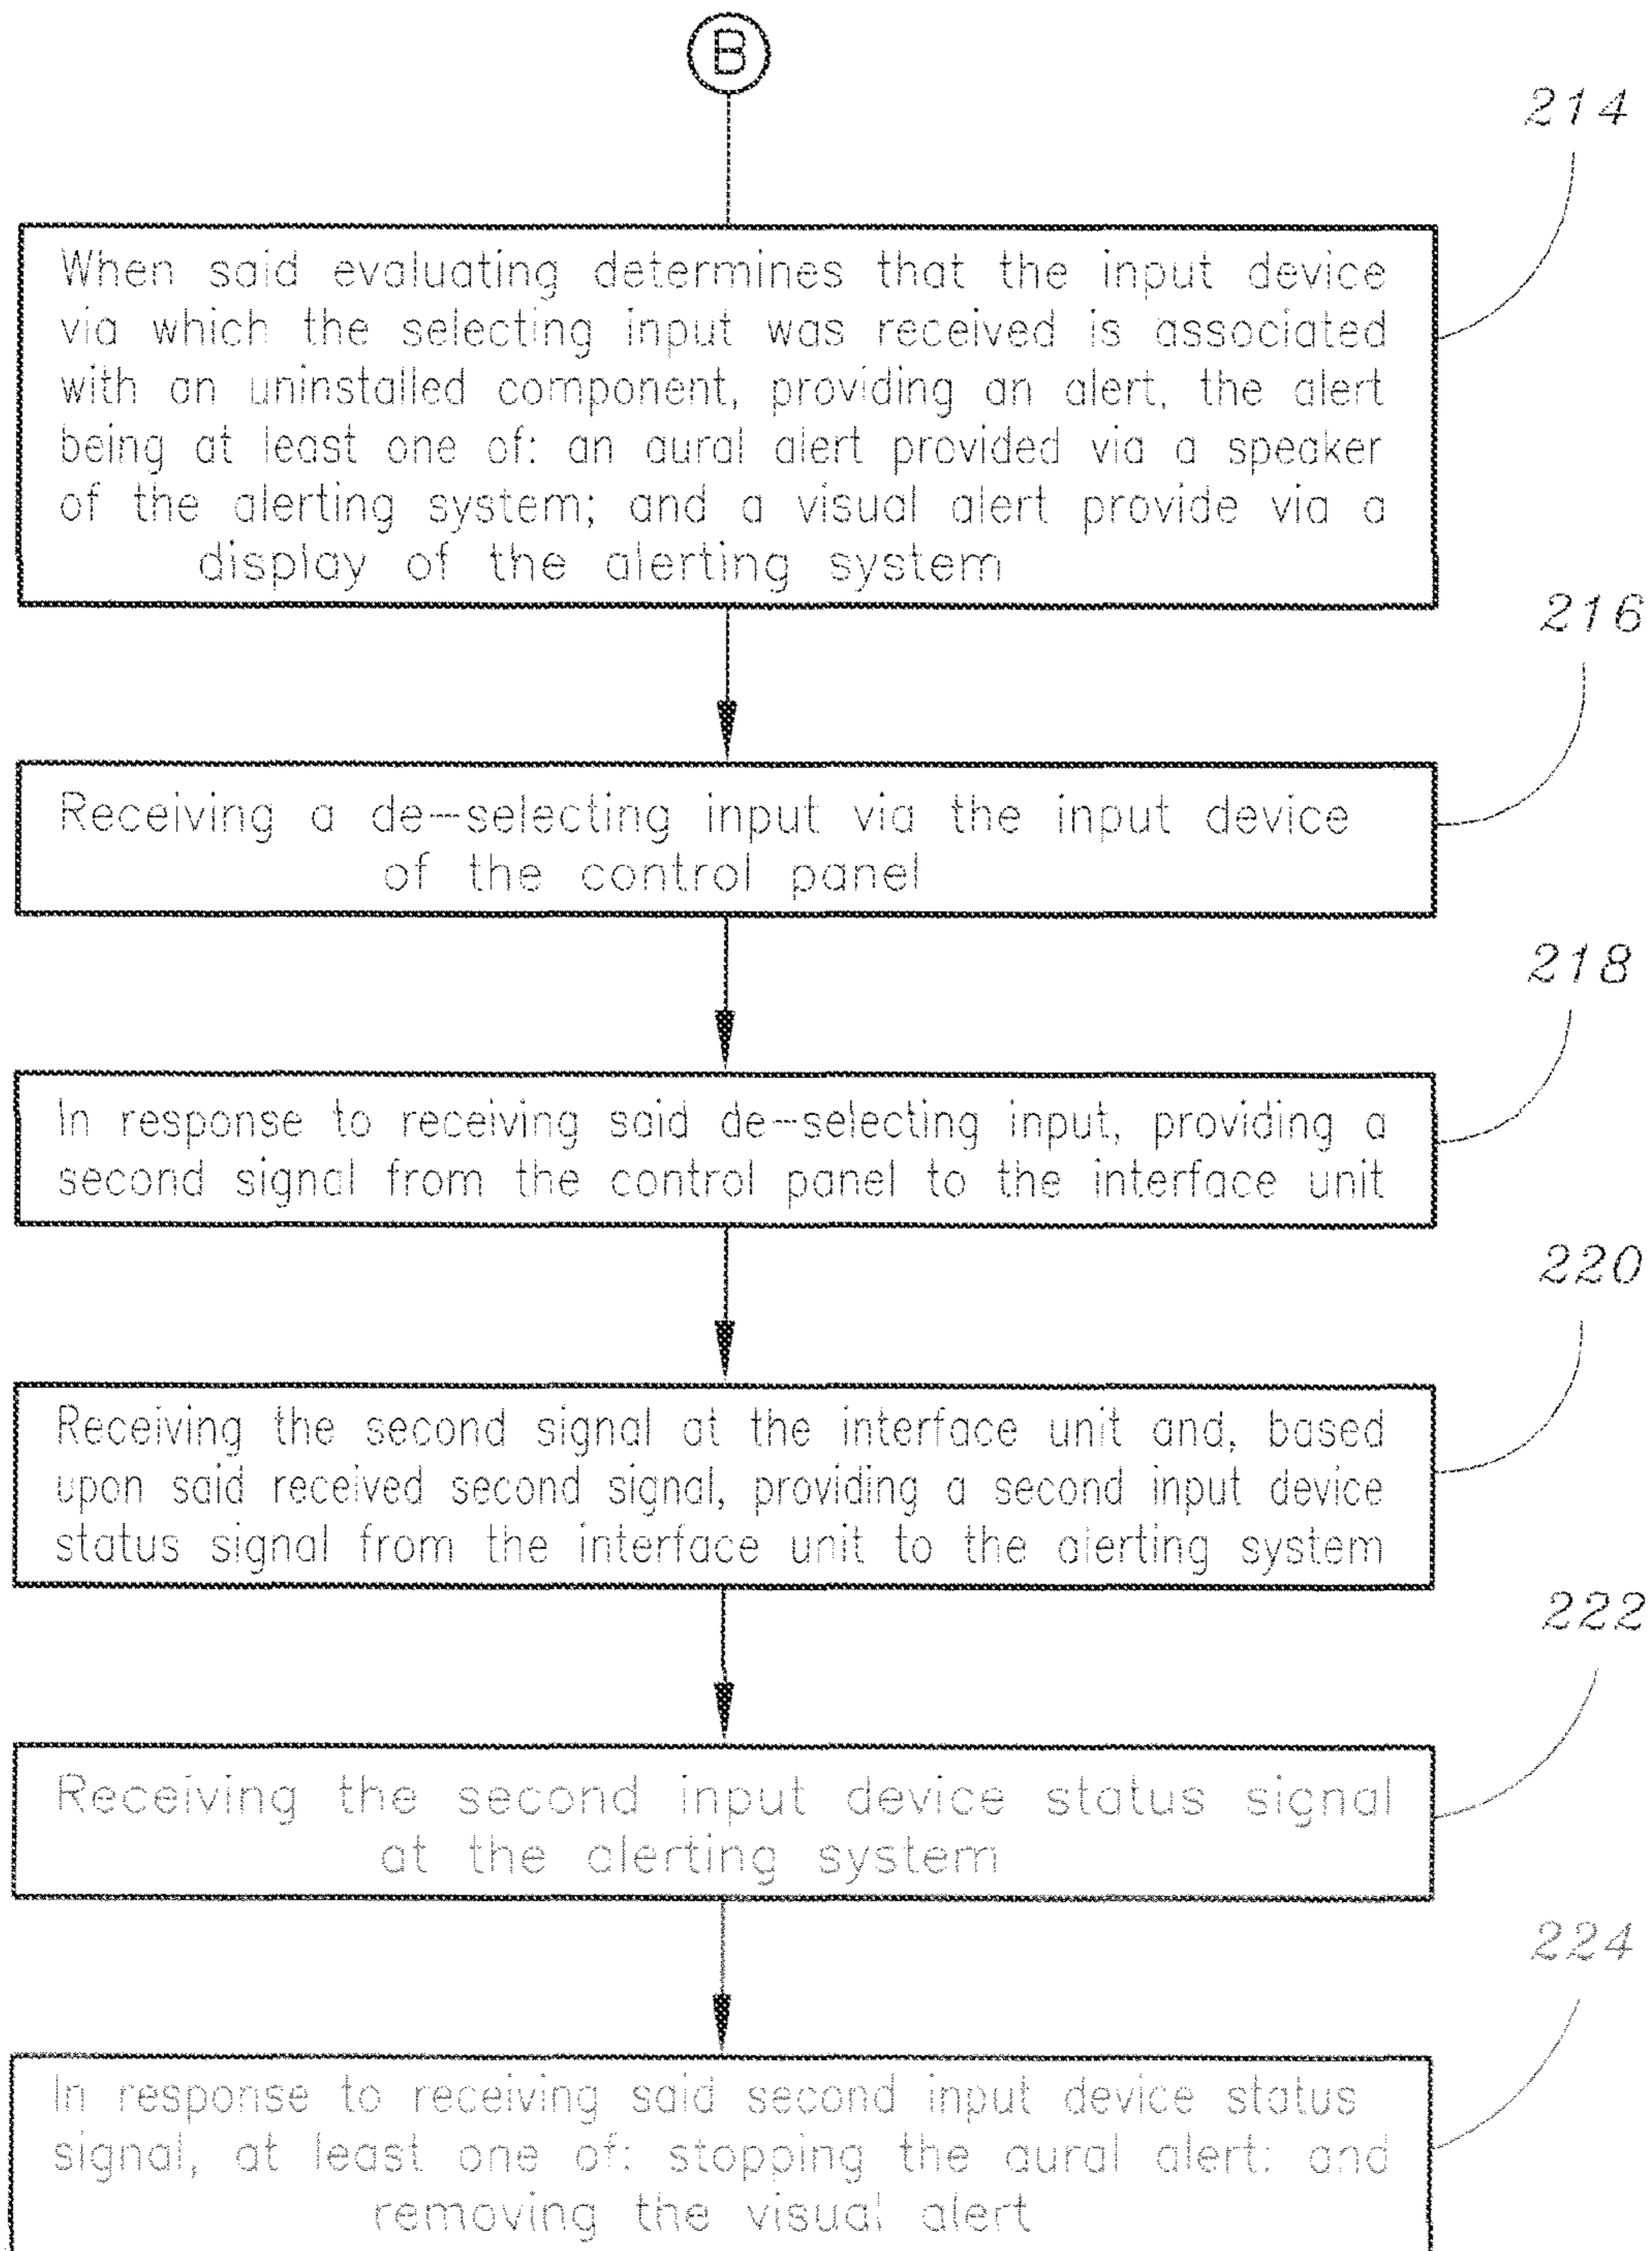 B
214
When said evaluating determines that the input device
via which the selecting input was received is associated
with an uninstalled component, providing an alert, the alert
being at least one of: an aural alert provided via a speaker
of the alerting system; and a visual alert provide via a
display of the alerting system
216
Receiving a de-selecting input via the input device
of the control panel
218
In response to receiving said de-selecting input, providing a
second signal from the control panel to the interface unit
220
Receiving the second signal at the interface unit and, based
upon said received second signal, providing a second input device
status signal from the interface unit to the alerting system
222
Receiving the second input device status signal
at the alerting system
224
In response to receiving said second input device status
signal, at least one of: stopping the aural alert; and
removing the visual alert